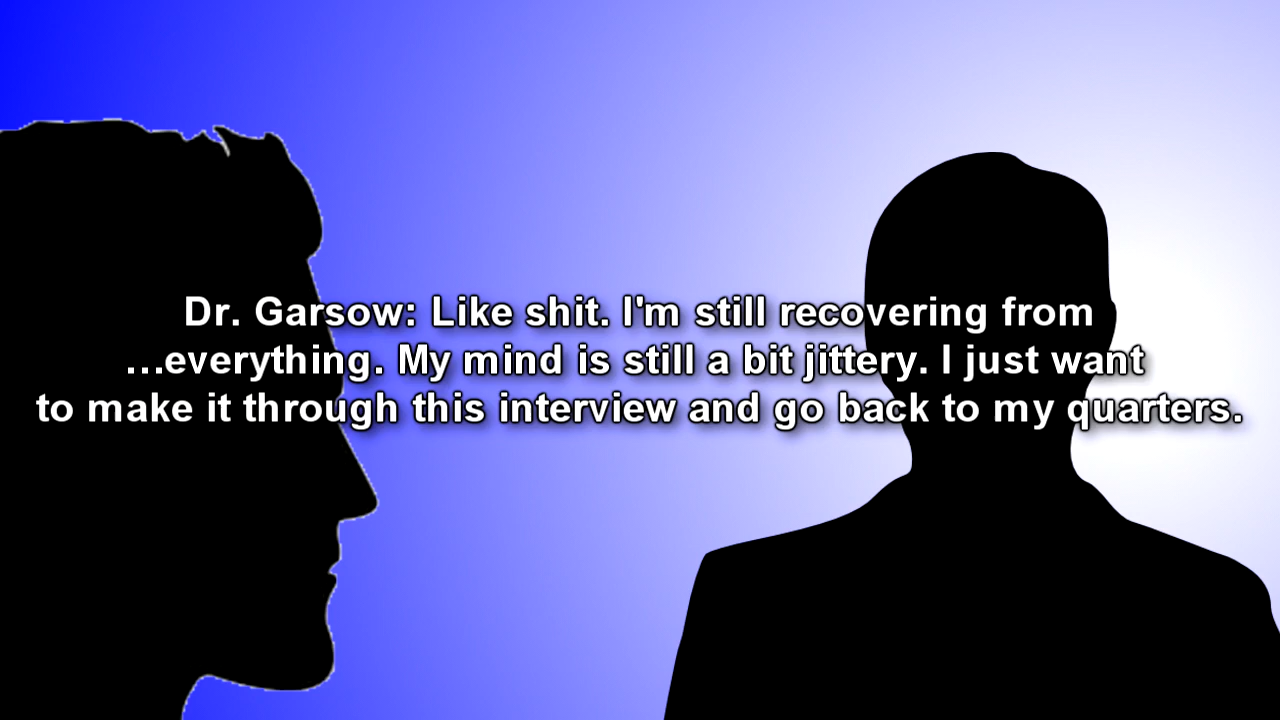 Dr. Garsow: Like shit. I'm still recovering from
...everything. My mind is still a bit jittery. I just want
to make it through this interview and go back to my quarters.